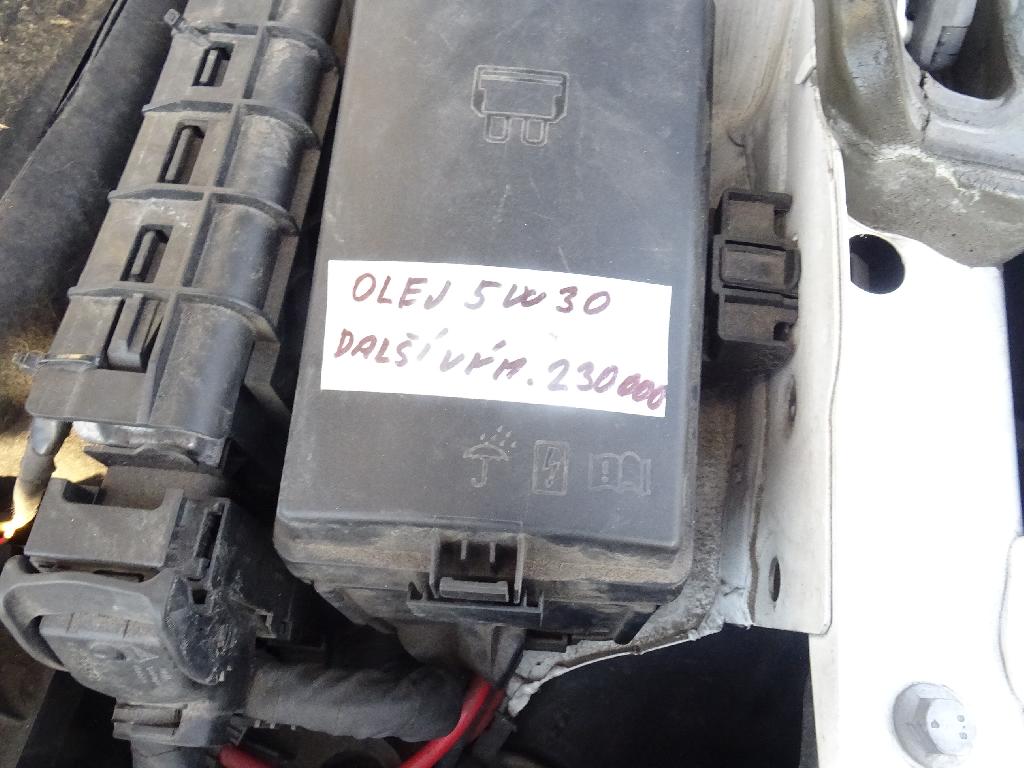 OLEJ 5W30
DALŠÍ VÝM. 230000